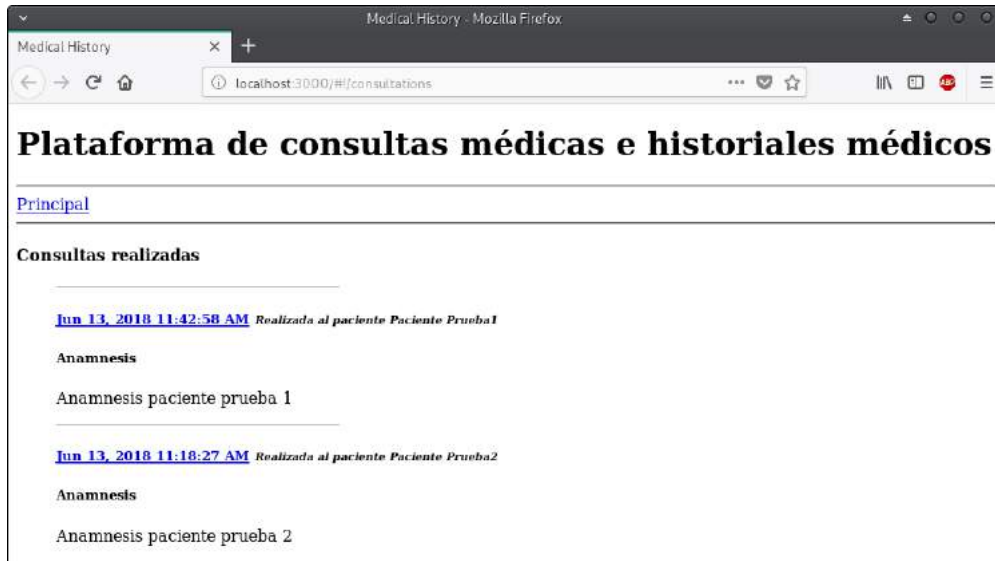 Medical History - Mozilla Firefox
Medical History
localhost:3000/#!/consultations
ABP
Plataforma de consultas médicas e historiales médicos
Principal
Consultas realizadas
Jun 13, 2018 11:42:58 AM Realizada al paciente Paciente Prueba1
Anamnesis
Anamnesis paciente prueba 1
Jun 13, 2018 11:18:27 AM Realizada al paciente Paciente Prueba2
Anamnesis
Anamnesis paciente prueba 2